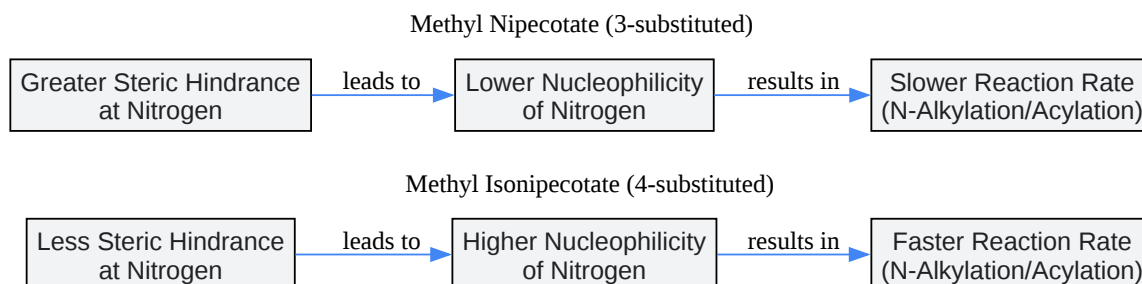 Methyl Nipecotate (3-substituted)
Greater Steric Hindrance
at Nitrogen
leads to
Lower Nucleophilicity
of Nitrogen
results in
Slower Reaction Rate
(N-Alkylation/Acylation)
Methyl Isonipecotate (4-substituted)
Less Steric Hindrance
at Nitrogen
leads to
Higher Nucleophilicity
of Nitrogen
results in
Faster Reaction Rate
(N-Alkylation/Acylation)